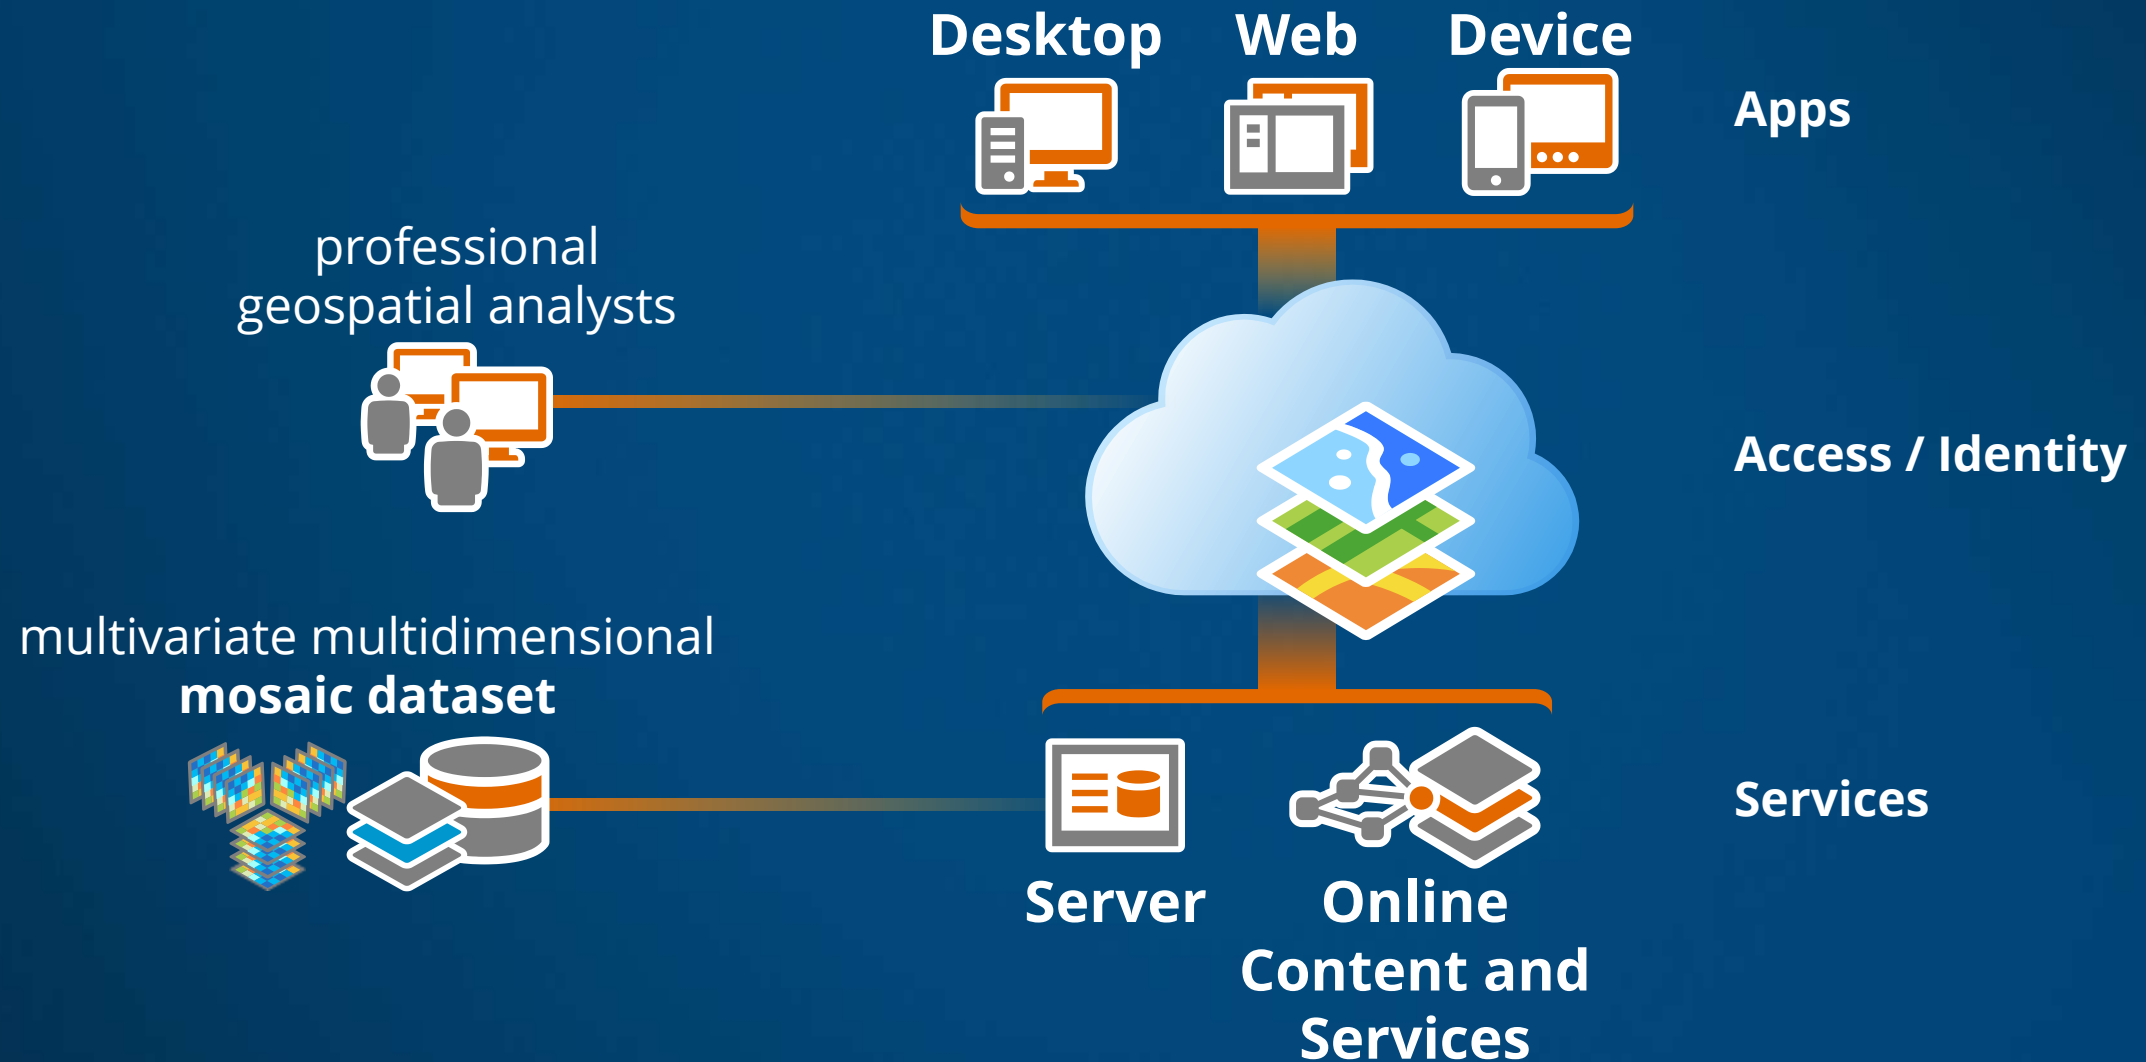 Desktop
Web
Device
Apps
professional
geospatial analysts
Access / Identity
multivariate multidimensional
mosaic dataset
Services
Server
Online
Content and
Services